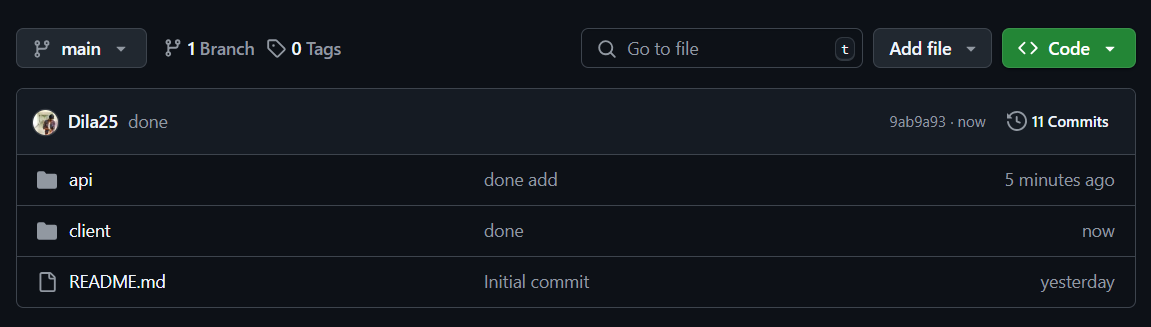 main 1 Branch 0 Tags Go to file t Add file Code
Dila25 done 9ab9a93 · now 11 Commits
api done add 5 minutes ago
client done now
README.md Initial commit yesterday